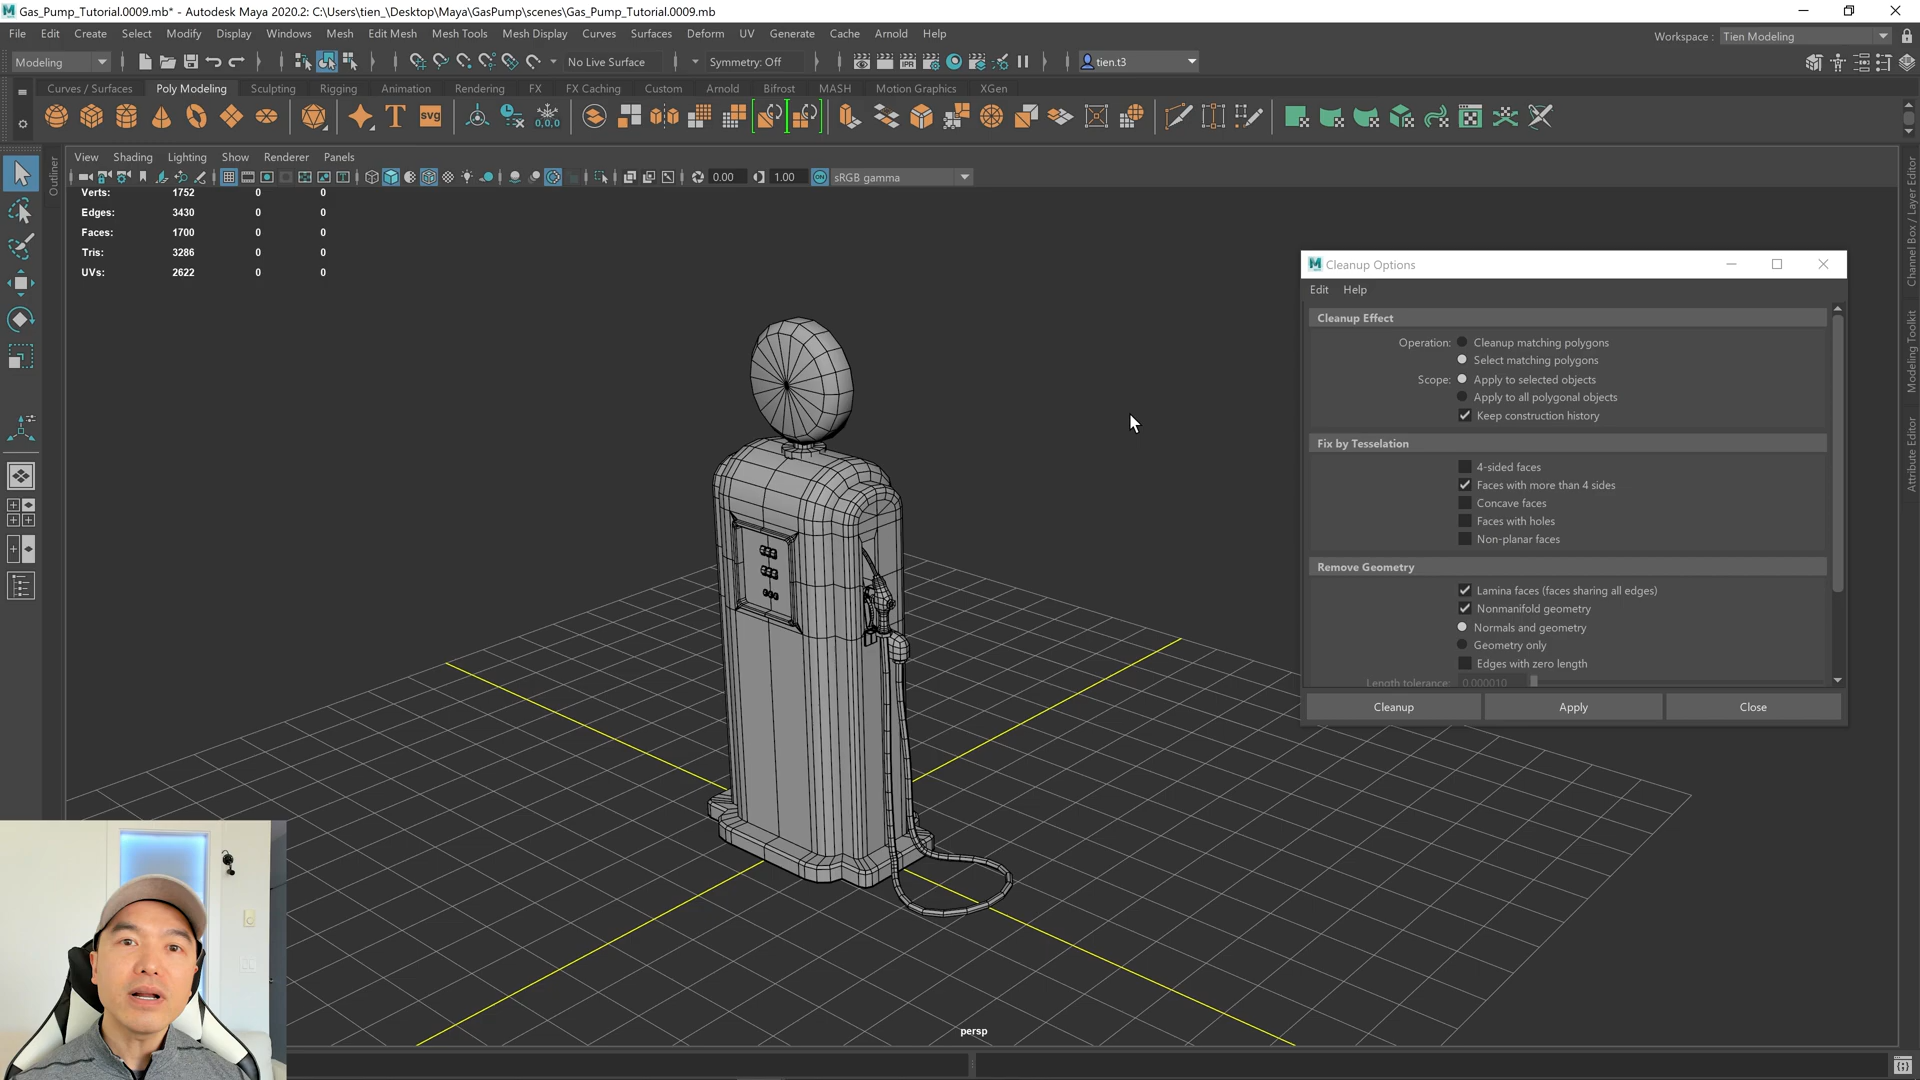 Gas_Pump_Tutorial.0009.mb* - Autodesk Maya 2020.2: C:\Users\tien_\Desktop\Maya\GasPump\scenes\Gas_Pump_Tutorial.0009.mb
File Edit Create Select Modify Display Windows Mesh Edit Mesh Mesh Tools Mesh Display Curves Surfaces Deform UV Generate Cache Arnold Help
Workspace : Tien Modeling
Modeling No Live Surface Symmetry: Off tien.t3
Curves / Surfaces Poly Modeling Sculpting Rigging Animation Rendering FX FX Caching Custom Arnold Bifrost MASH Motion Graphics XGen
T svg 0,0,0
Outliner
View Shading Lighting Show Renderer Panels
IPR
0.00 1.00 ON sRGB gamma
Verts: 1752 0 0
Edges: 3430 0 0
Faces: 1700 0 0
Tris: 3286 0 0
UVs: 2622 0 0
Cleanup Options
Edit Help
Cleanup Effect
Operation: Cleanup matching polygons
Select matching polygons
Scope: Apply to selected objects
Apply to all polygonal objects
Keep construction history
Fix by Tesselation
4-sided faces
Faces with more than 4 sides
Concave faces
Faces with holes
Non-planar faces
Remove Geometry
Lamina faces (faces sharing all edges)
Nonmanifold geometry
Normals and geometry
Geometry only
Edges with zero length
Length tolerance: 0.000010
Cleanup Apply Close
Channel Box / Layer Editor
Modeling Toolkit
Attribute Editor
persp